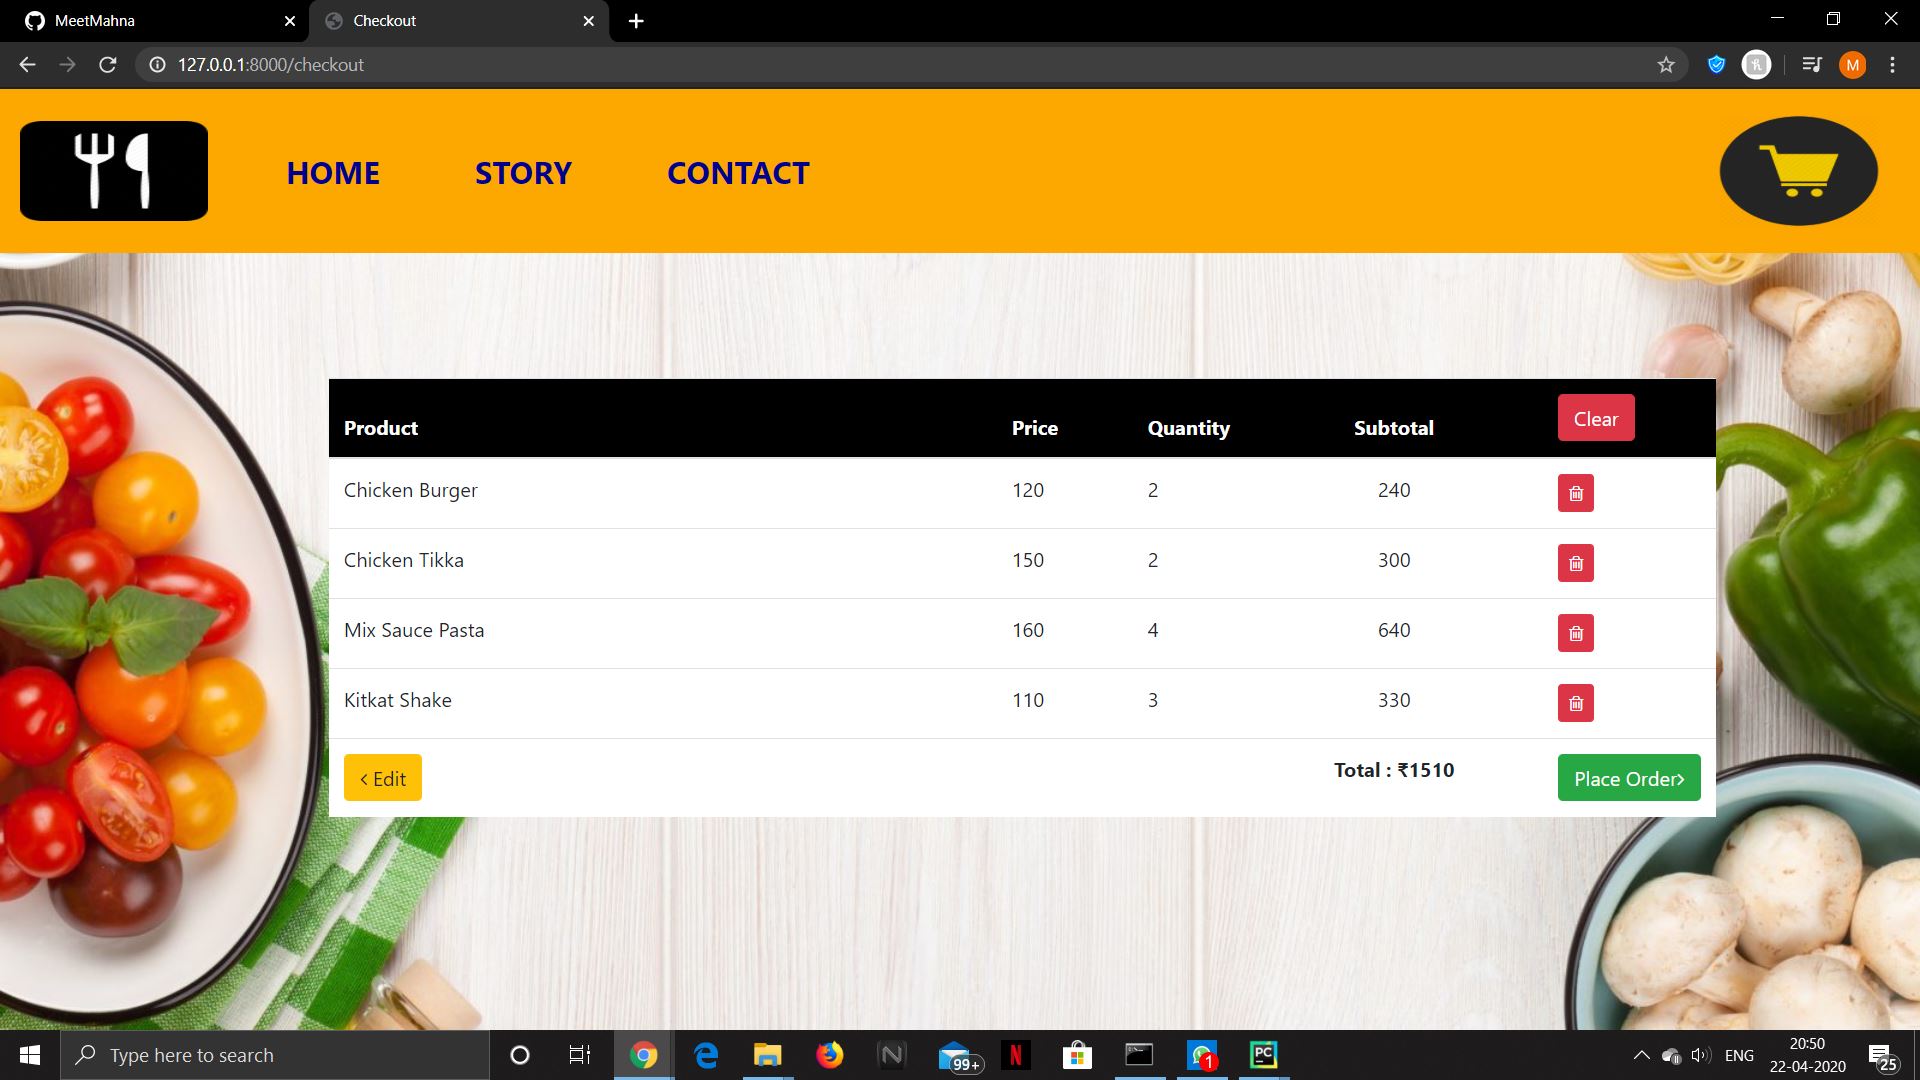 MeetMahna
Checkout
127.0.0.1:8000/checkout
M
HOME STORY CONTACT
Product Price Quantity Subtotal Clear
Chicken Burger 120 2 240
Chicken Tikka 150 2 300
Mix Sauce Pasta 160 4 640
Kitkat Shake 110 3 330
< Edit Total : ₹1510 Place Order>
Type here to search
99+
N
N
1
PC
ENG
20:50
22-04-2020
25